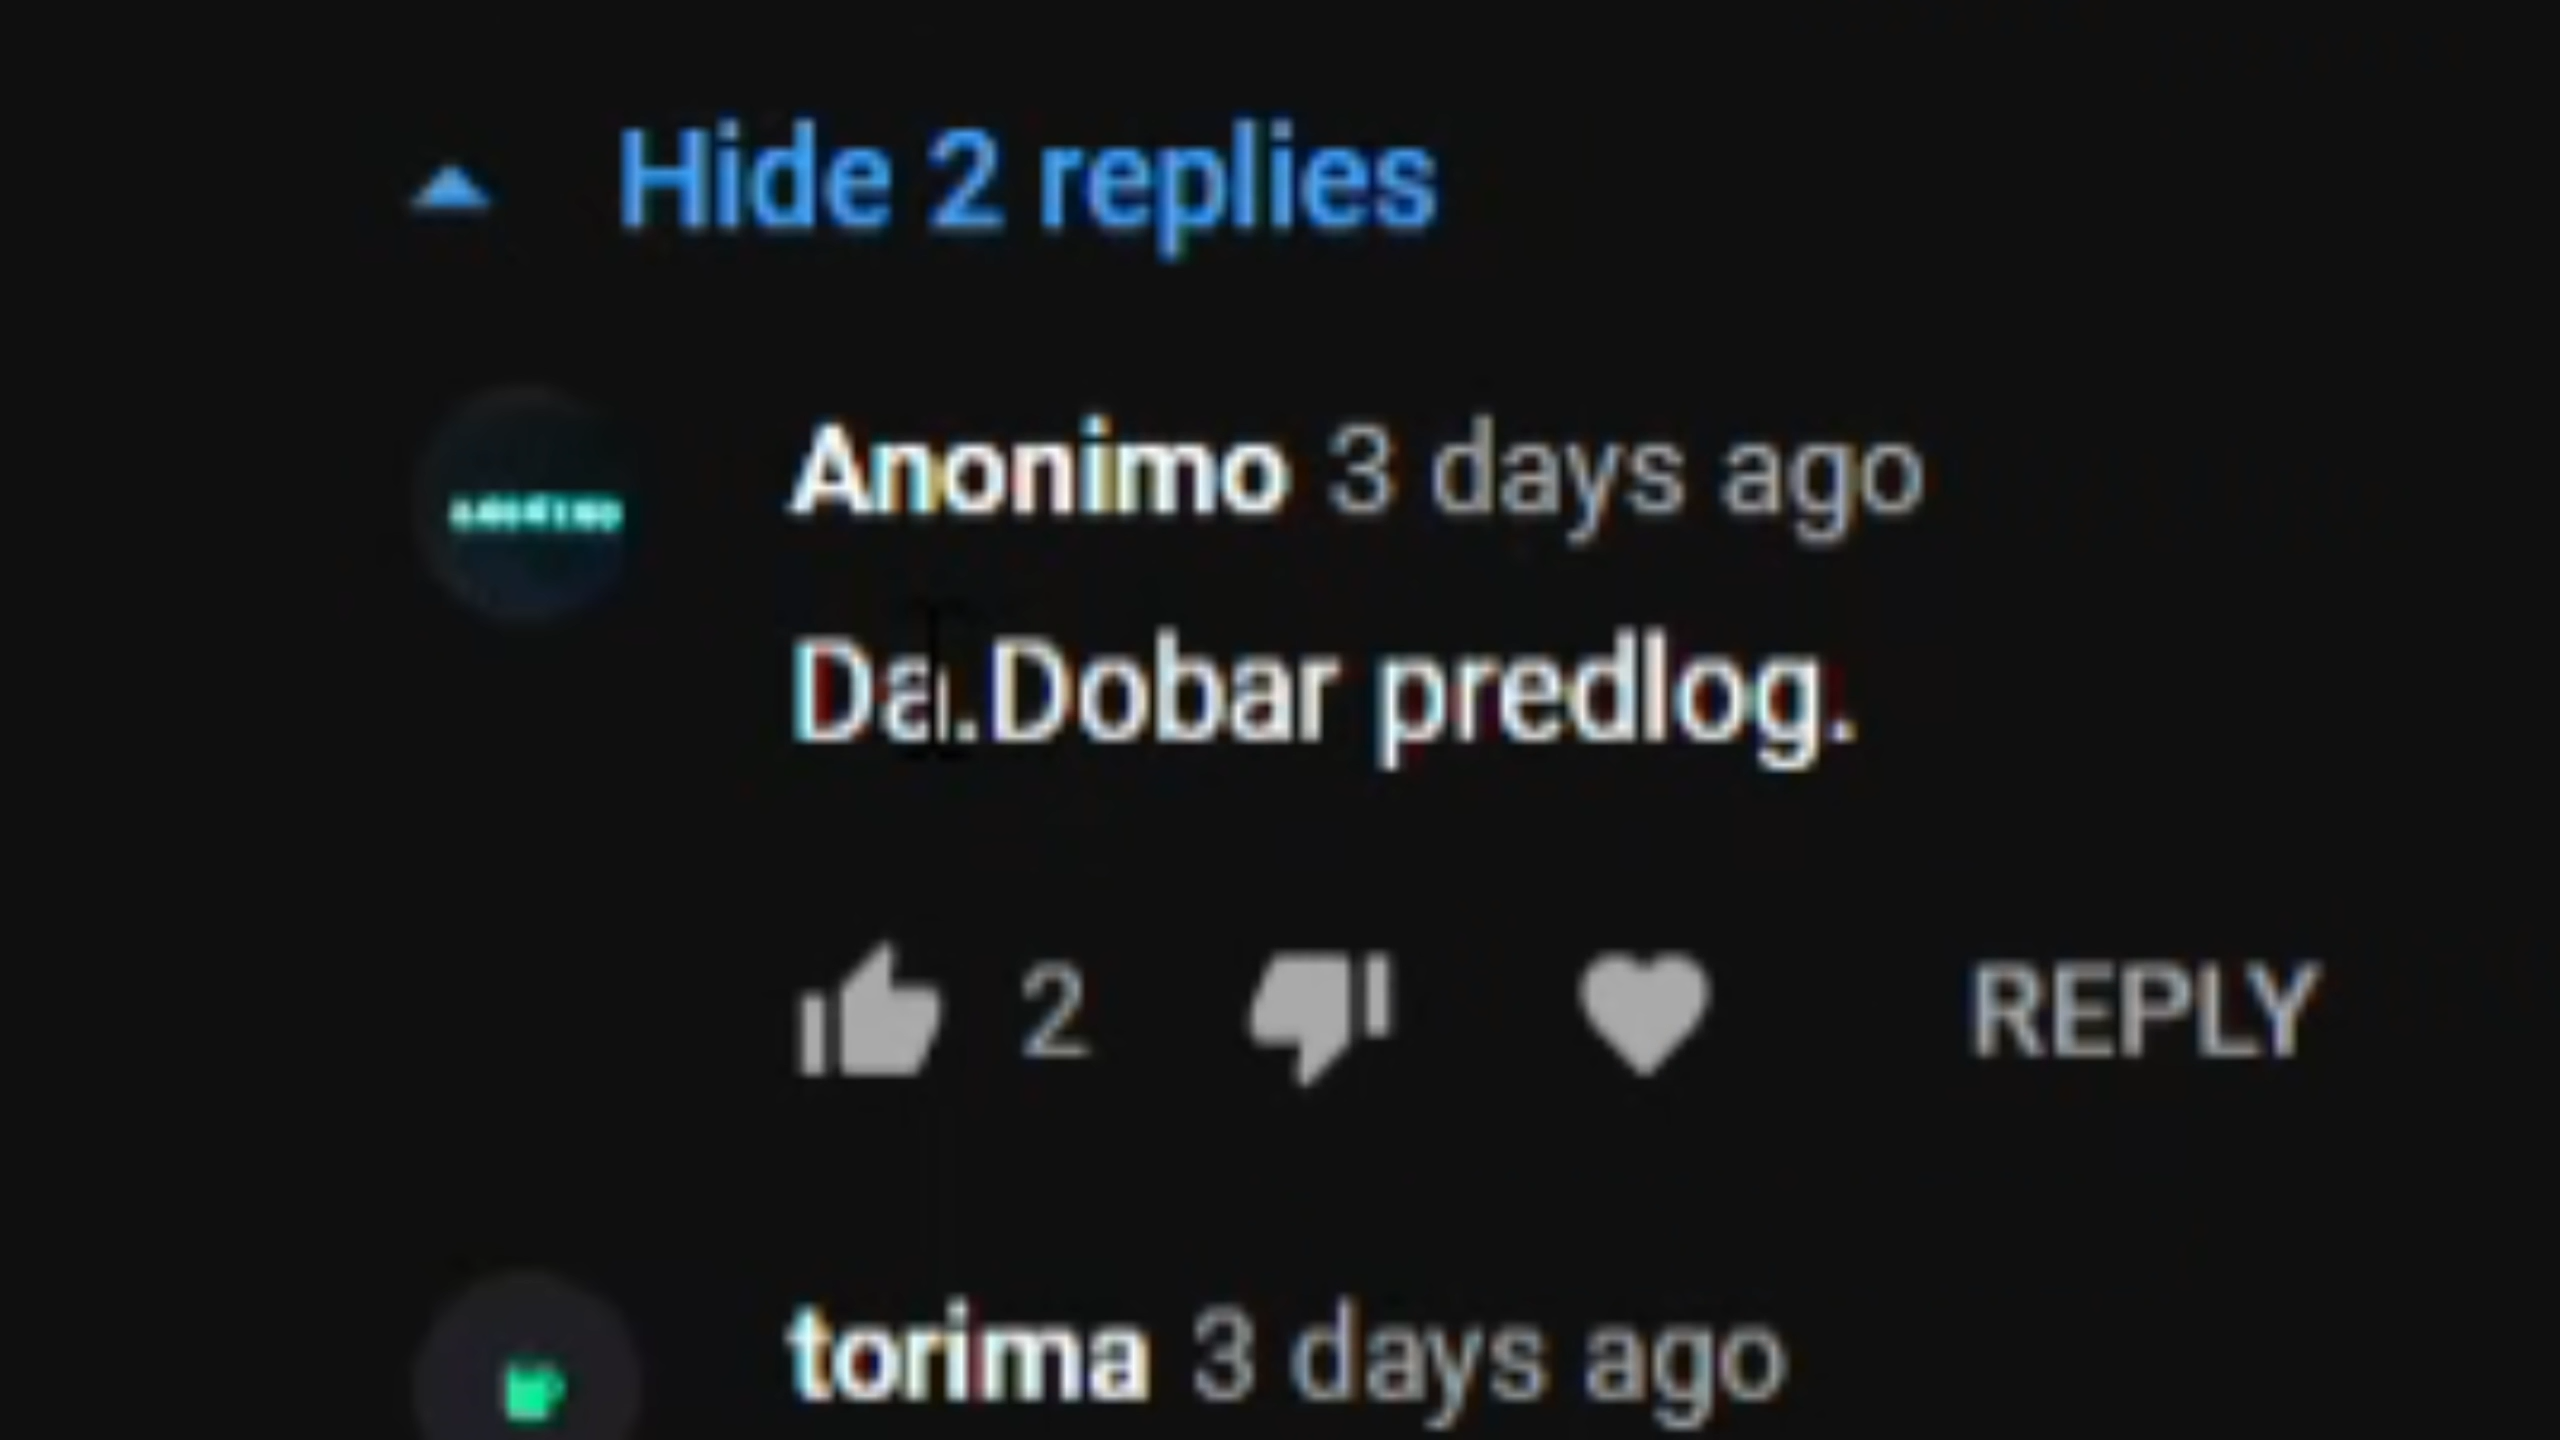 Hide 2 replies
Anonimo 3 days ago
Da.Dobar predlog.
2 REPLY
torima 3 days ago